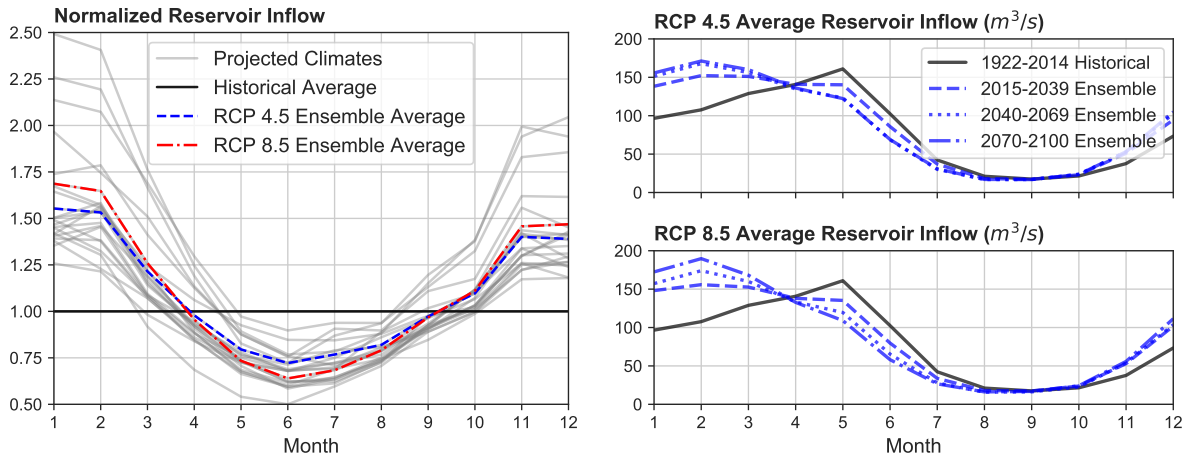 Normalized Reservoir Inflow
2.50
2.25
2.00
1.75
1.50
1.25
1.00
0.75
0.50
Projected Climates
Historical Average
RCP 4.5 Ensemble Average
RCP 8.5 Ensemble Average
1 2 3 4 5 6 7 8 9 10 11 12
Month
RCP 4.5 Average Reservoir Inflow (m³/s)
200
150
100
50
0
1922-2014 Historical
2015-2039 Ensemble
2040-2069 Ensemble
2070-2100 Ensemble
RCP 8.5 Average Reservoir Inflow (m³/s)
200
150
100
50
0
1 2 3 4 5 6 7 8 9 10 11 12
Month